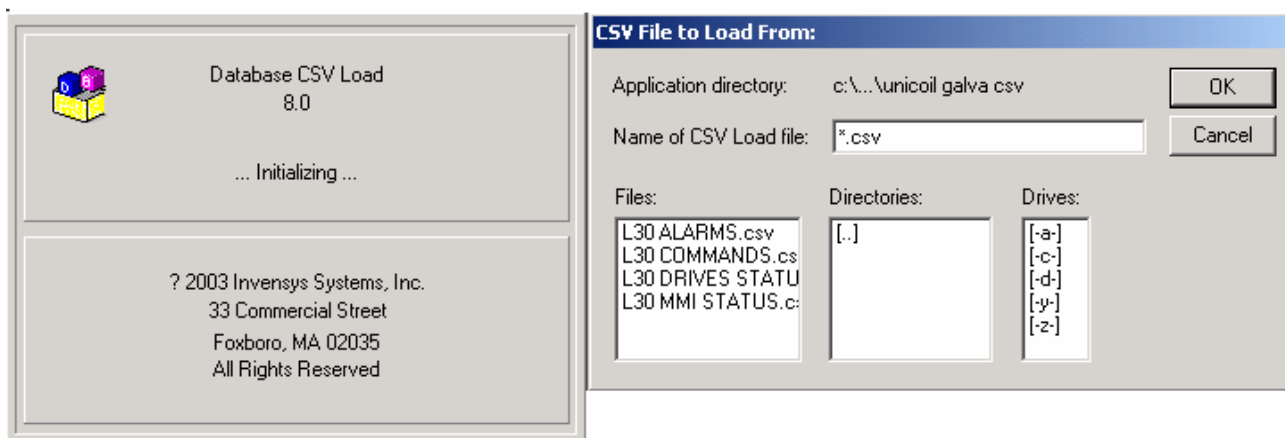 D
B
Database CSV Load
8.0
... Initializing ...
? 2003 Invensys Systems, Inc.
33 Commercial Street
Foxboro, MA 02035
All Rights Reserved
CSV File to Load From:
Application directory: c:\...\unicoil galva csv
OK
Name of CSV Load file: *.csv
Cancel
Files:
L30 ALARMS.csv
L30 COMMANDS.cs
L30 DRIVES STATU
L30 MMI STATUS.c
Directories:
[..]
Drives:
[-a-]
[-c-]
[-d-]
[-y-]
[-z-]